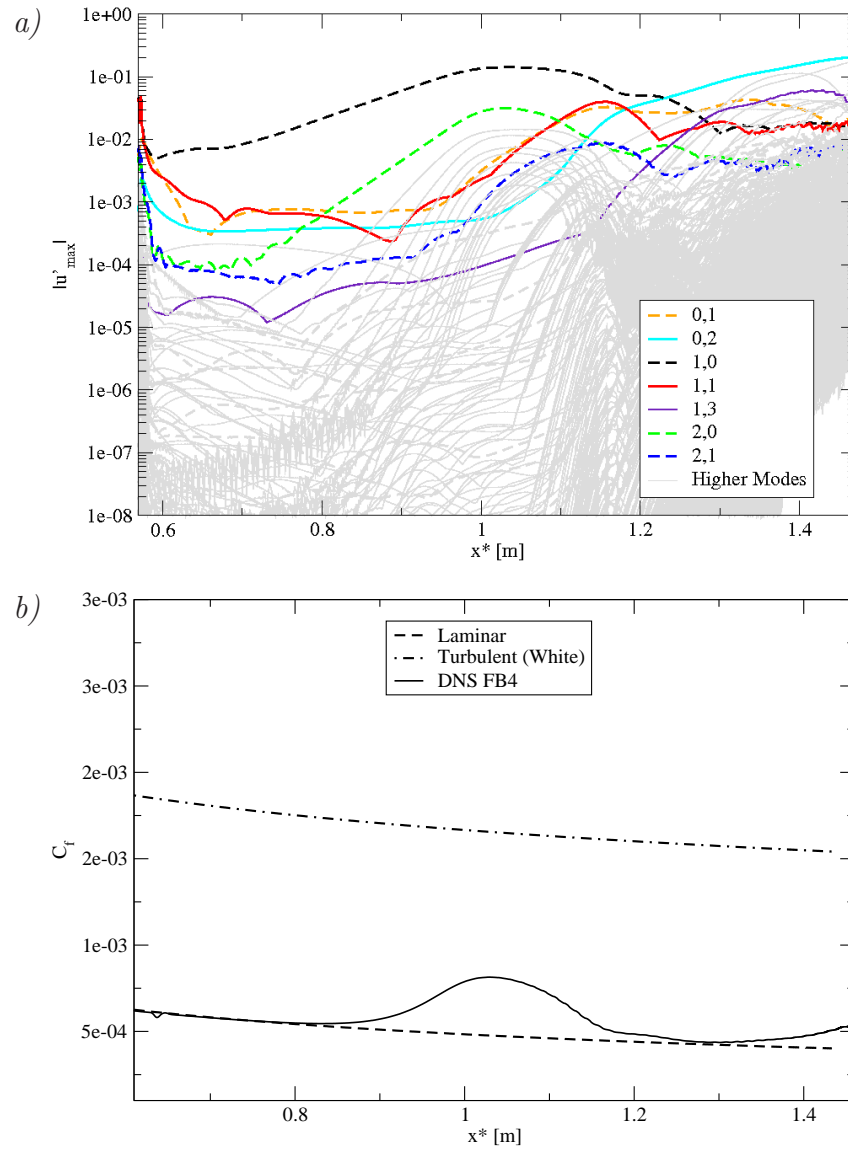 a)
1e+00
1e-01
1e-02
1e-03
1e-04
1e-05
1e-06
1e-07
1e-08
|u'max|
0.6
0.8
1
1.2
1.4
x* [m]
0,1
0,2
1,0
1,1
1,3
2,0
2,1
Higher Modes
b)
3e-03
3e-03
2e-03
2e-03
1e-03
5e-04
Cf
Laminar
Turbulent (White)
DNS FB4
0.8
1
1.2
1.4
x* [m]